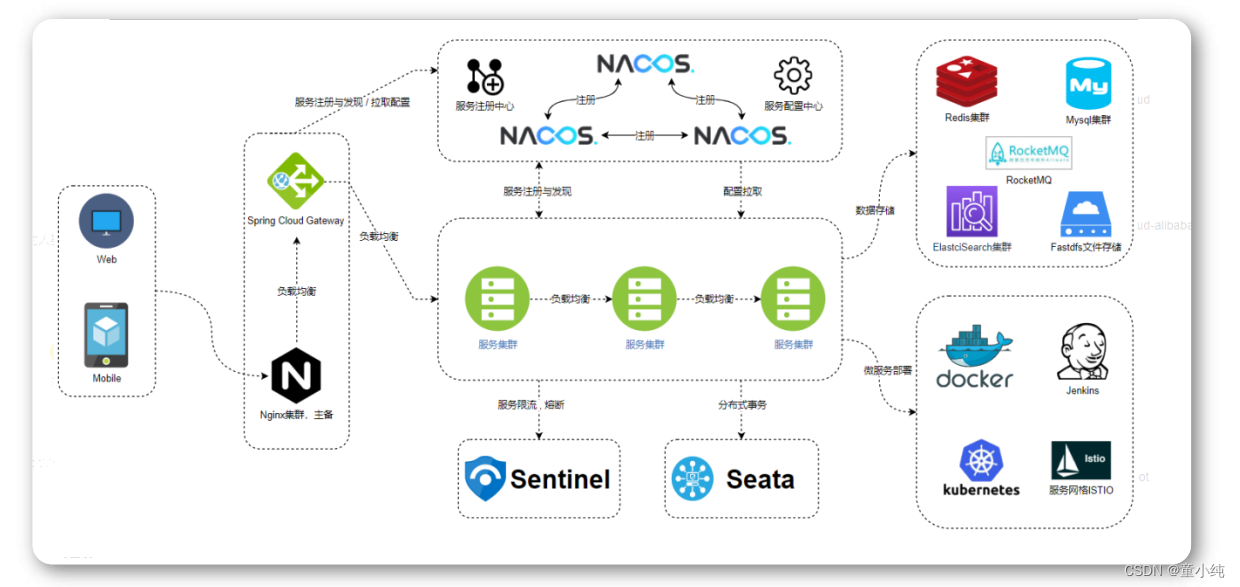 NACOS.
服务注册中心
服务配置中心
注册
注册
NACOS.
注册
NACOS.
服务注册与发现 / 拉取配置
Spring Cloud Gateway
负载均衡
Nginx集群，主备
Web
Mobile
负载均衡
服务注册与发现
配置拉取
负载均衡
负载均衡
服务集群
服务集群
服务集群
服务限流，熔断
分布式事务
Sentinel
Seata
数据存储
微服务部署
Redis集群
My
Mysql集群
RocketMQ
RocketMQ
ElastciSearch集群
Fastdfs文件存储
docker
Jenkins
kubernetes
Istio
服务网格ISTIO
ud
ud-alibaba
ot
CSDN @董小纯